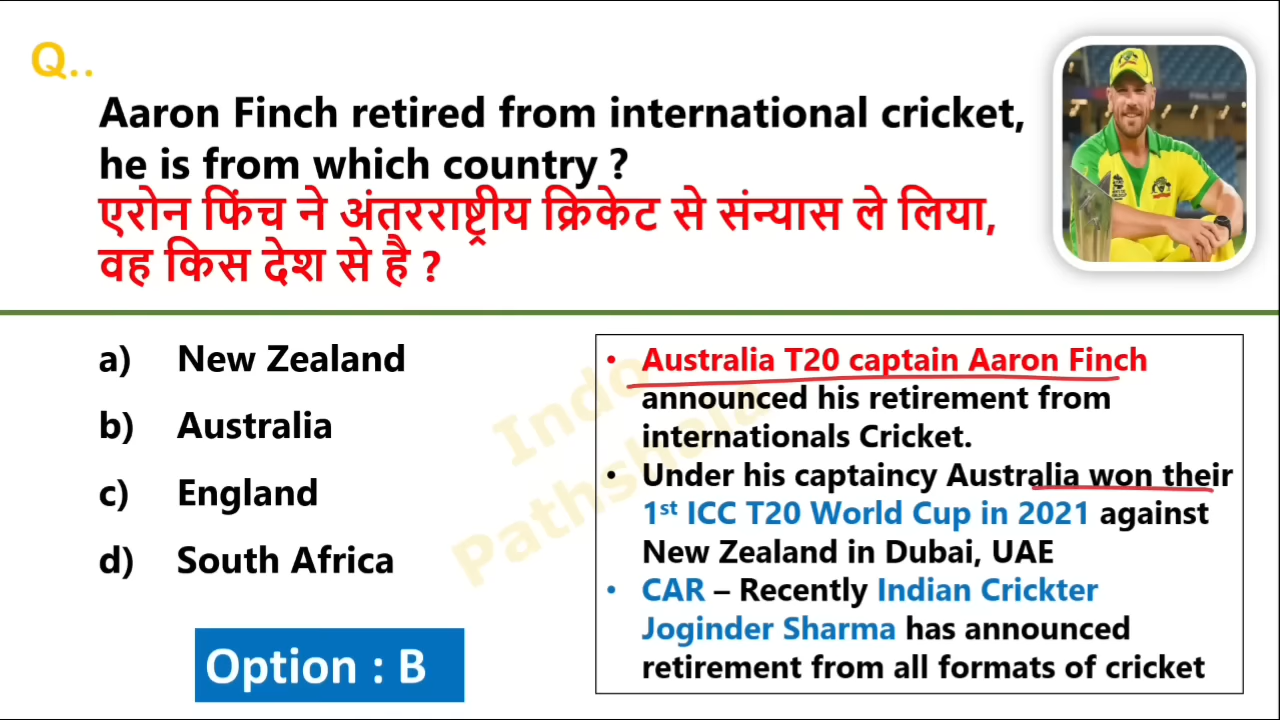 Q..
Aaron Finch retired from international cricket,
he is from which country ?
एरोन फिंच ने अंतरराष्ट्रीय क्रिकेट से संन्यास ले लिया,
वह किस देश से है ?
a) New Zealand
b) Australia
c) England
d) South Africa
Option : B
• Australia T20 captain Aaron Finch
announced his retirement from
internationals Cricket.
• Under his captaincy Australia won their
1st ICC T20 World Cup in 2021 against
New Zealand in Dubai, UAE
• CAR – Recently Indian Crickter
Joginder Sharma has announced
retirement from all formats of cricket
Indo
Pathshala